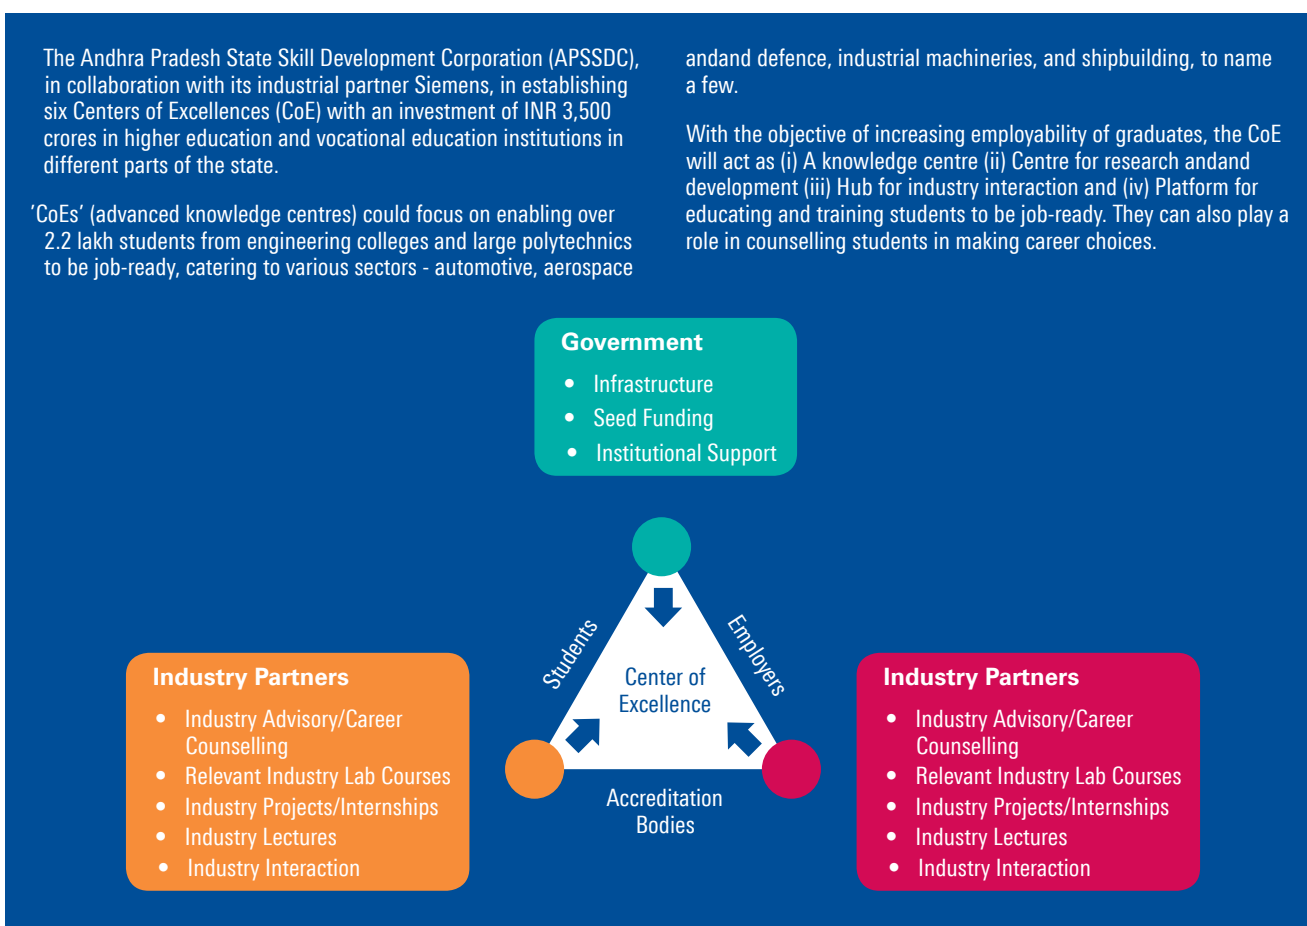 The Andhra Pradesh State Skill Development Corporation (APSSDC),
in collaboration with its industrial partner Siemens, in establishing
six Centers of Excellences (CoE) with an investment of INR 3,500
crores in higher education and vocational education institutions in
different parts of the state.
'CoEs' (advanced knowledge centres) could focus on enabling over
2.2 lakh students from engineering colleges and large polytechnics
to be job-ready, catering to various sectors - automotive, aerospace
andand defence, industrial machineries, and shipbuilding, to name
a few.
With the objective of increasing employability of graduates, the CoE
will act as (i) A knowledge centre (ii) Centre for research andand
development (iii) Hub for industry interaction and (iv) Platform for
educating and training students to be job-ready. They can also play a
role in counselling students in making career choices.
Government
• Infrastructure
• Seed Funding
• Institutional Support
Students
Employers
Center of
Excellence
Accreditation
Bodies
Industry Partners
• Industry Advisory/Career
Counselling
• Relevant Industry Lab Courses
• Industry Projects/Internships
• Industry Lectures
• Industry Interaction
Industry Partners
• Industry Advisory/Career
Counselling
• Relevant Industry Lab Courses
• Industry Projects/Internships
• Industry Lectures
• Industry Interaction